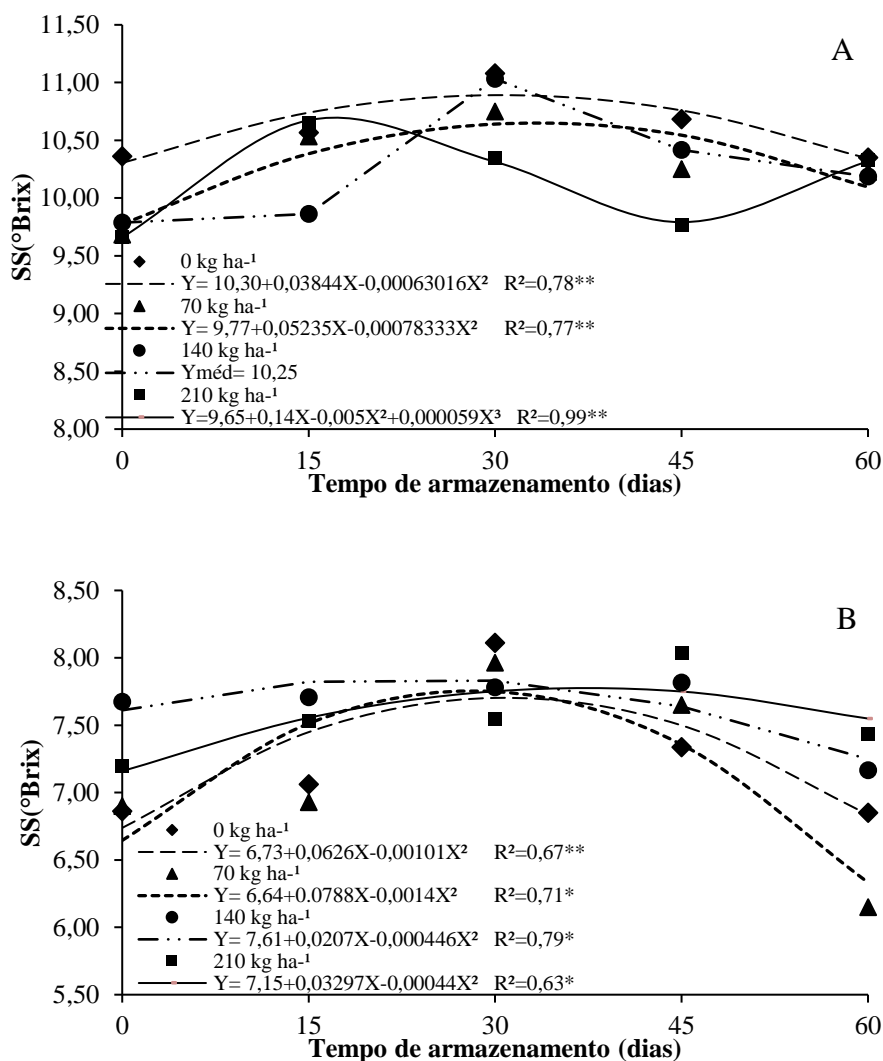 11,50
A
11,00
10,50
10,00
9,50
9,00
8,50
8,00
SS(°Brix)
0 kg ha-¹
Y= 10,30+0,03844X-0,00063016X² R²=0,78**
70 kg ha-¹
Y= 9,77+0,05235X-0,00078333X² R²=0,77**
140 kg ha-¹
Yméd= 10,25
210 kg ha-¹
Y=9,65+0,14X-0,005X²+0,000059X³ R²=0,99**
0 15 30 45 60
Tempo de armazenamento (dias)
8,50
B
8,00
7,50
7,00
6,50
6,00
5,50
SS(°Brix)
0 kg ha-¹
Y= 6,73+0,0626X-0,00101X² R²=0,67**
70 kg ha-¹
Y= 6,64+0.0788X-0,0014X² R²=0,71*
140 kg ha-¹
Y= 7,61+0,0207X-0,000446X² R²=0,79*
210 kg ha-¹
Y= 7,15+0,03297X-0,00044X² R²=0,63*
0 15 30 45 60
Tempo de armazenamento (dias)